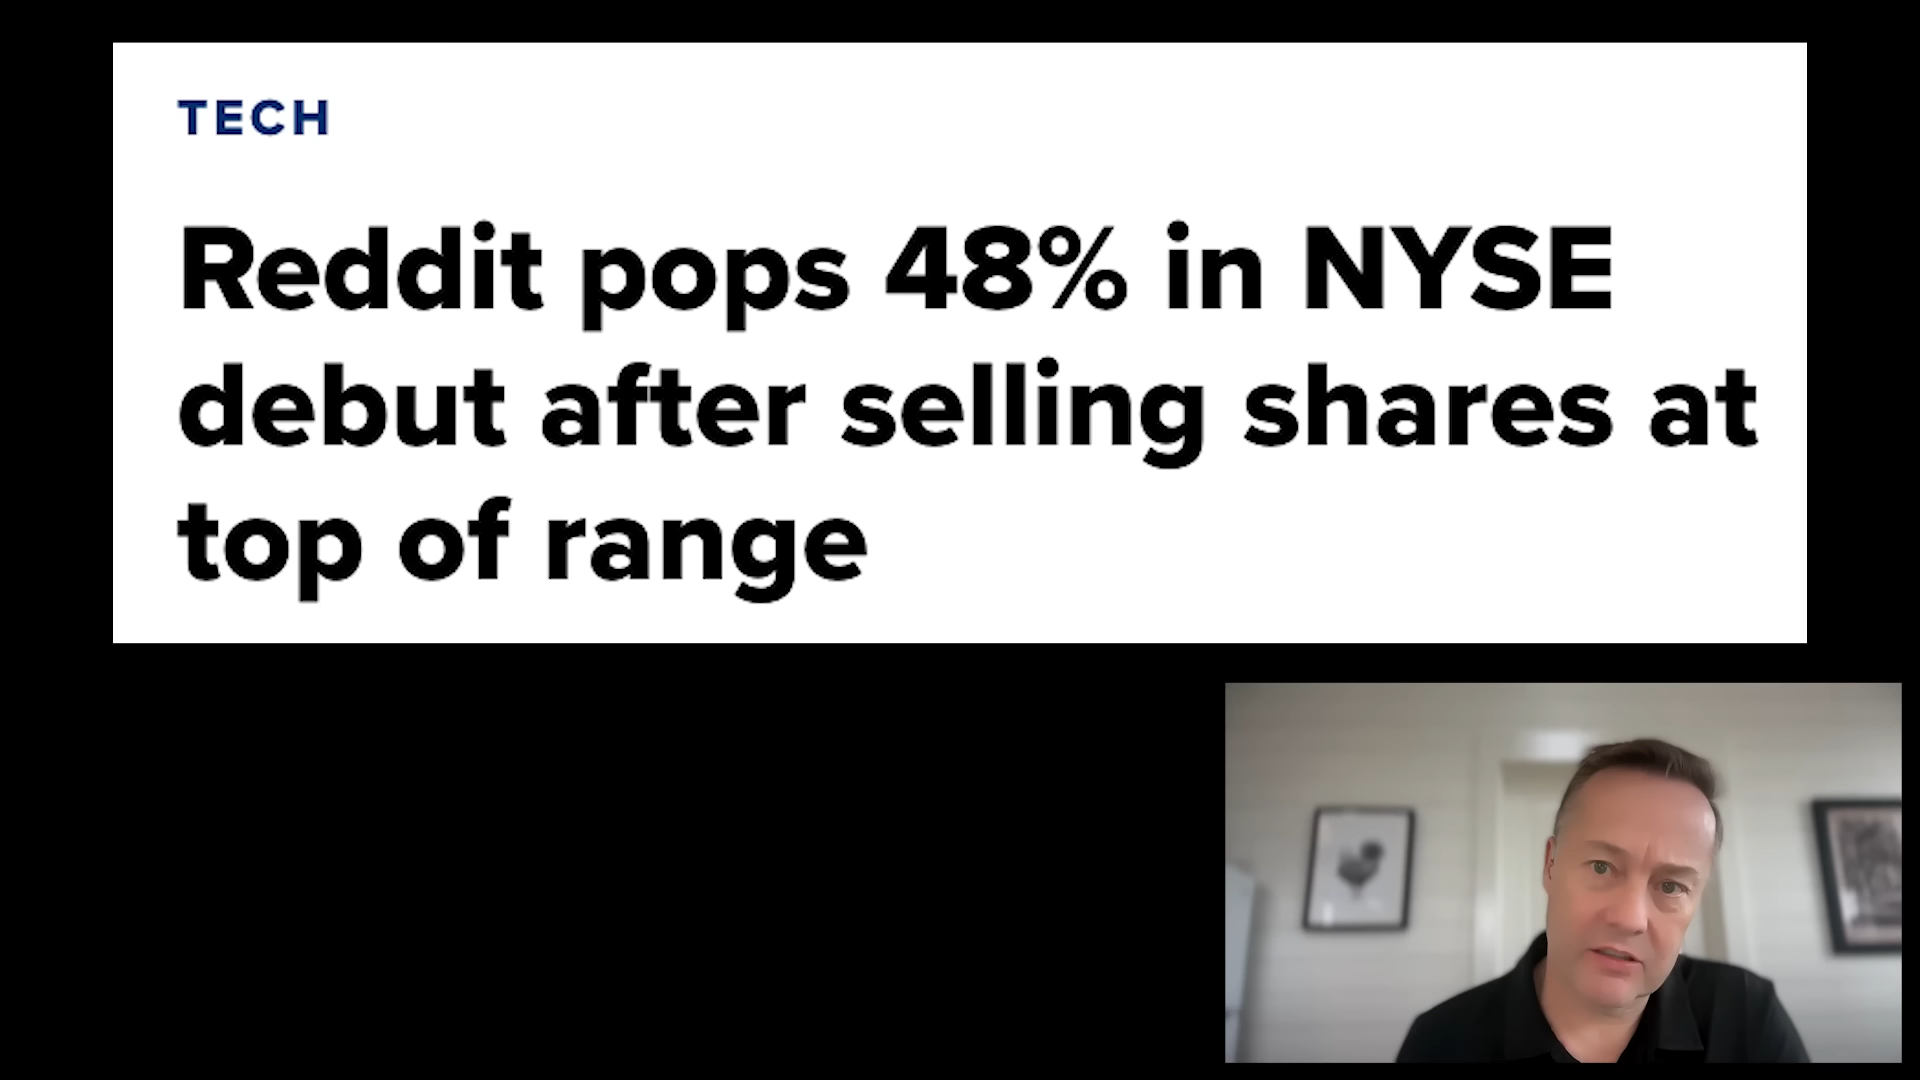 TECH
Reddit pops 48% in NYSE
debut after selling shares at
top of range